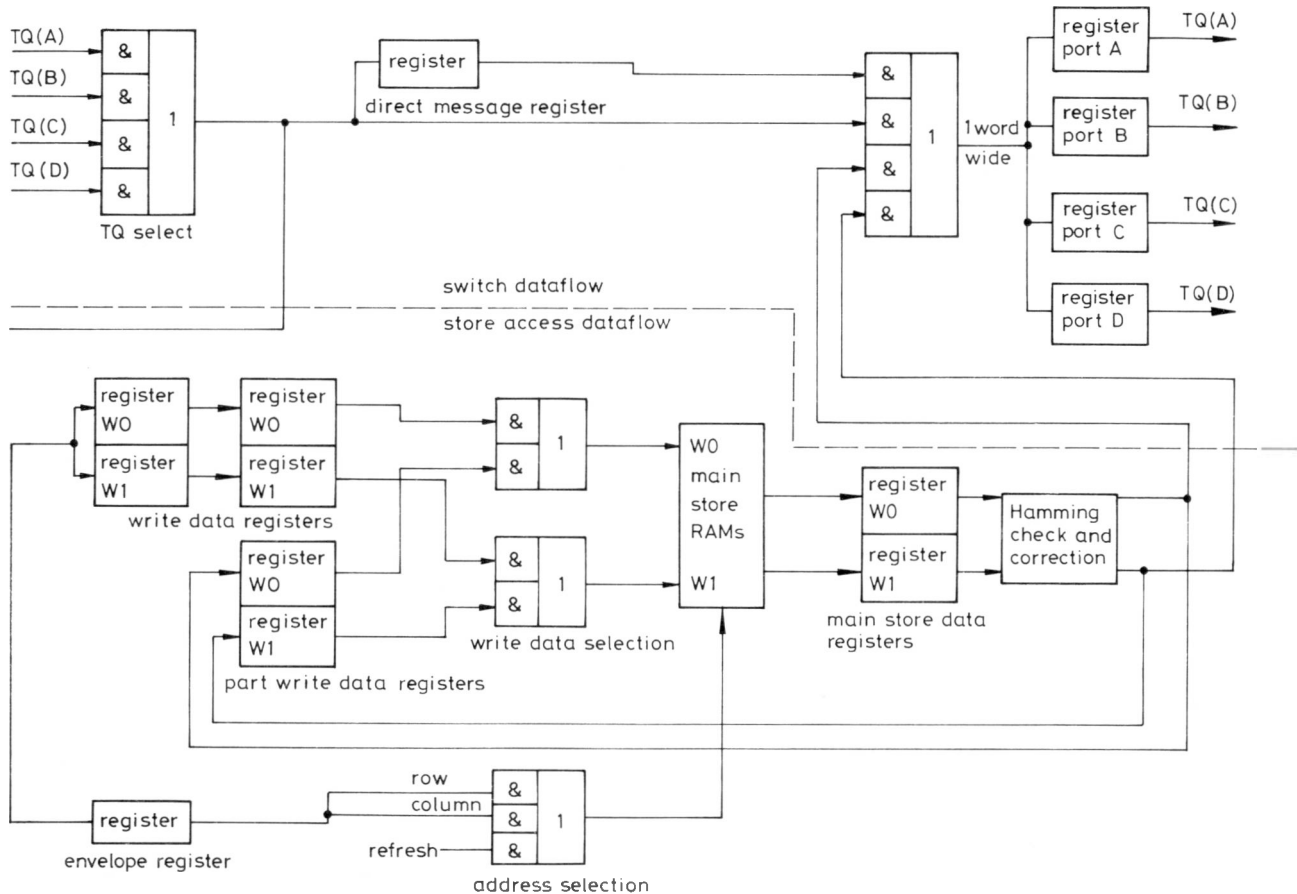 TQ(A)
TQ(B)
TQ(C)
TQ(D)
&
&
&
&
1
TQ select
register
direct message register
&
&
&
&
1
1 word
wide
register
port A
TQ(A)
register
port B
TQ(B)
register
port C
TQ(C)
register
port D
TQ(D)
switch dataflow
store access dataflow
register
W0
register
W1
register
W0
register
W1
write data registers
register
W0
register
W1
part write data registers
&
&
1
&
&
1
write data selection
W0
main
store
RAMs
W1
register
W0
register
W1
main store data
registers
Hamming
check and
correction
register
envelope register
row
column
refresh
&
&
&
1
address selection